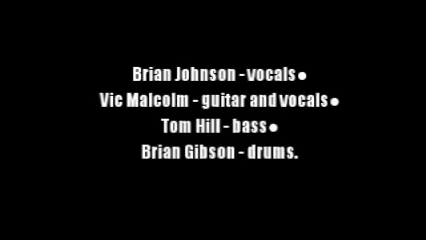 Brian Johnson - vocals●
Vic Malcolm - guitar and vocals●
Tom Hill - bass●
Brian Gibson - drums.